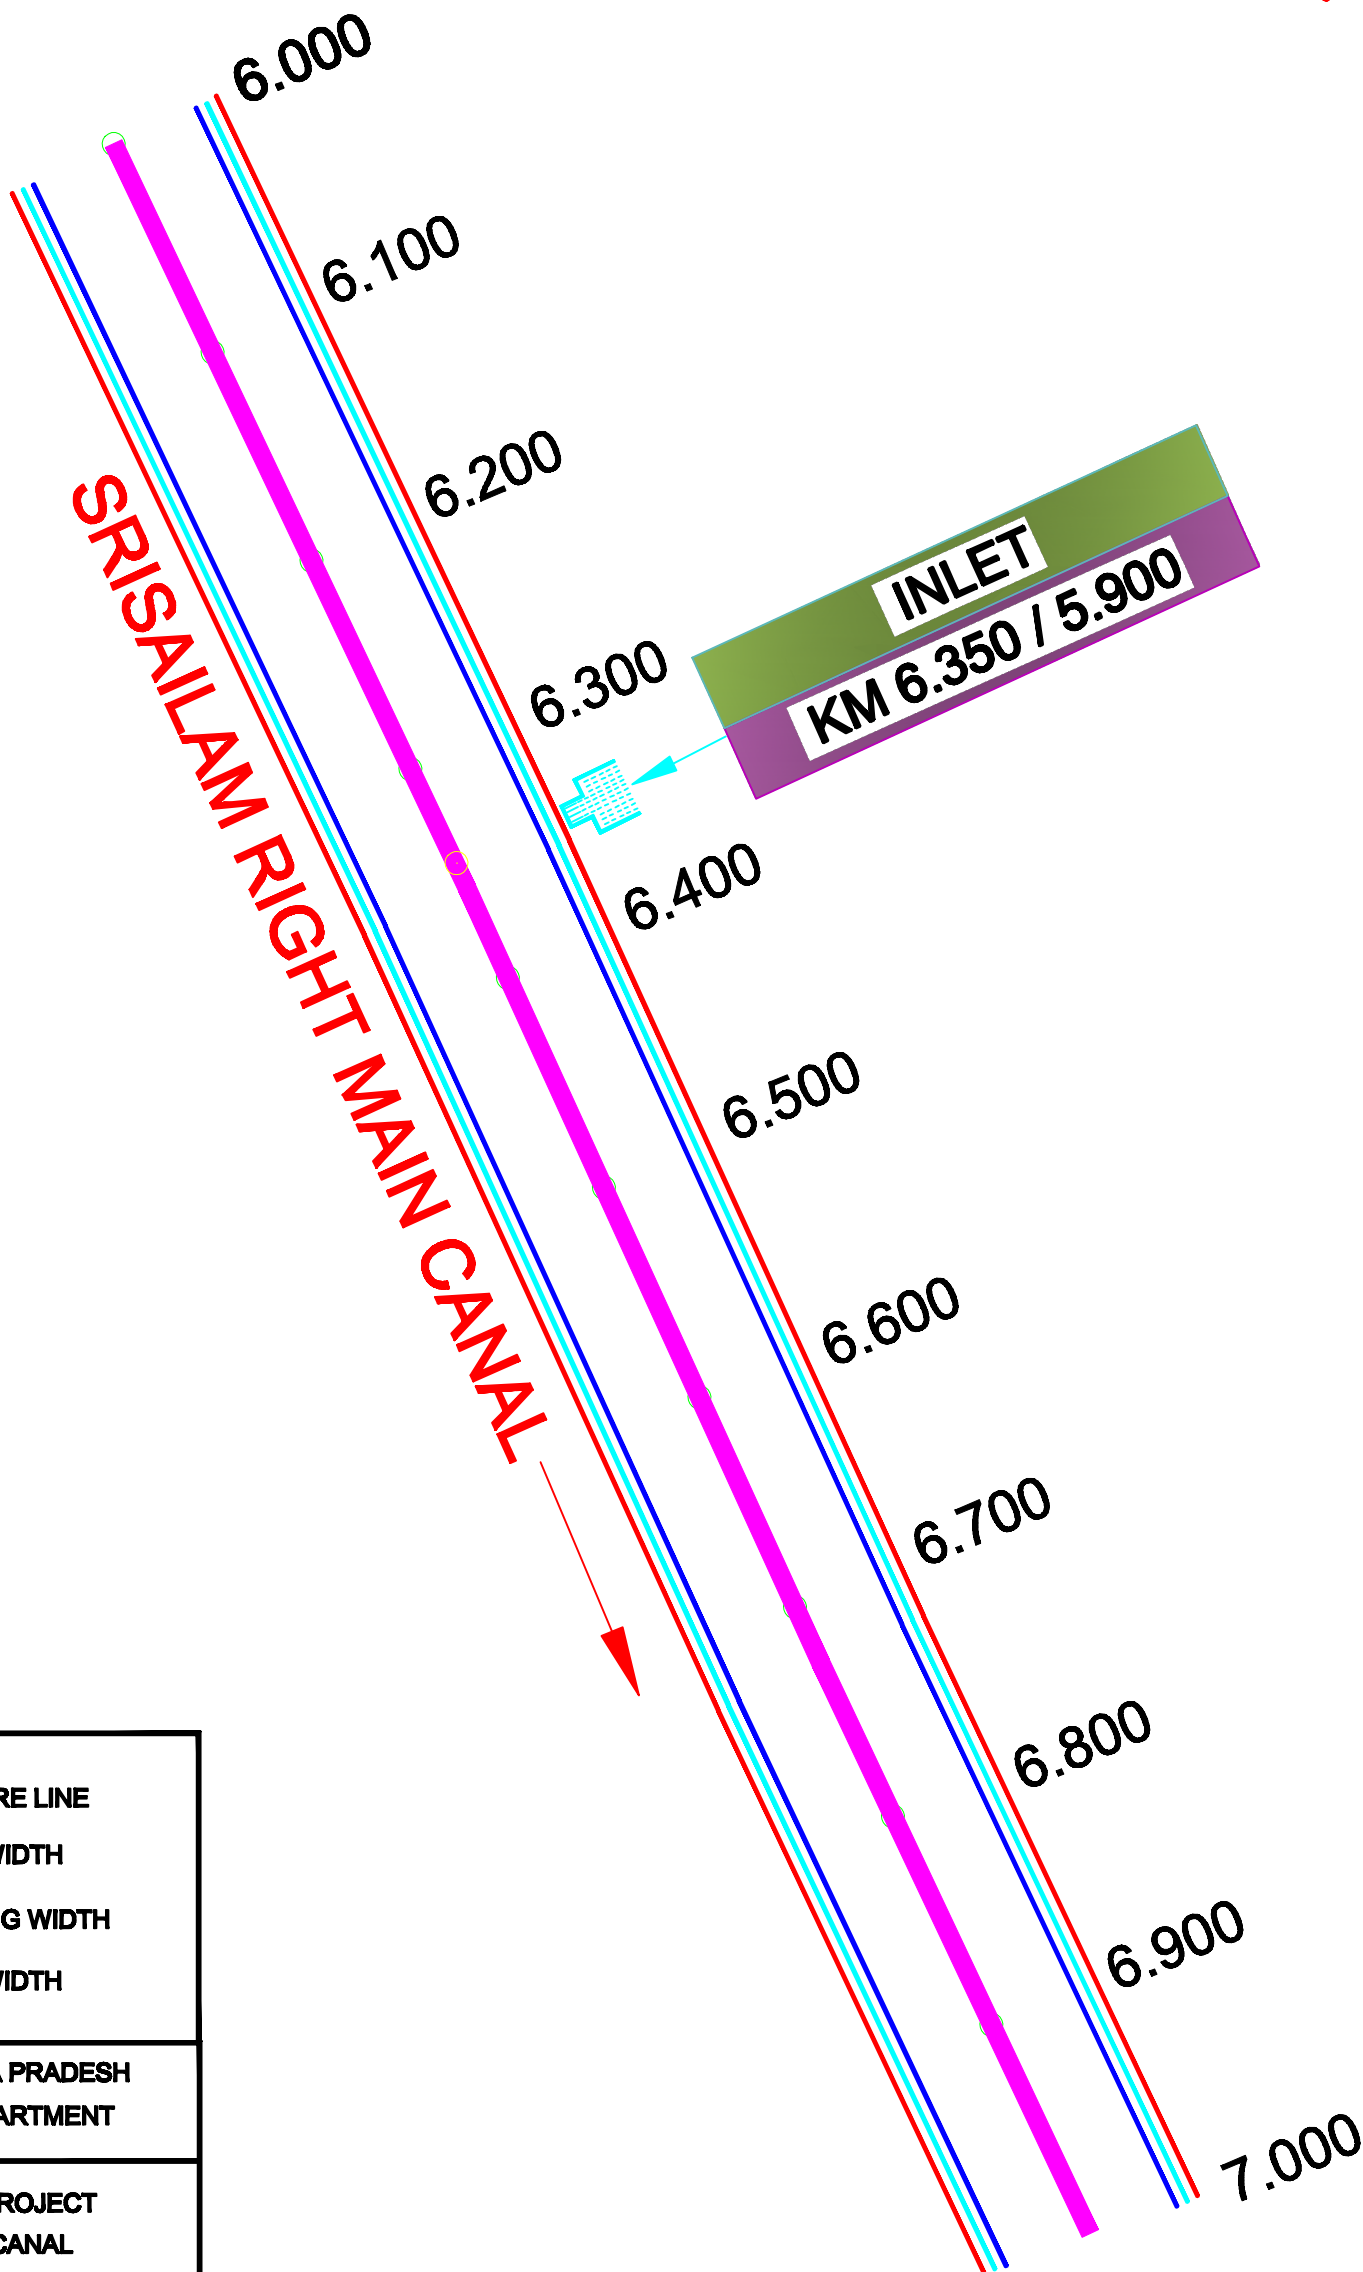 6.000
6.100
6.200
INLET
KM 6.350 / 5.900
6.300
SRISAILAM RIGHT MAIN CANAL
6.400
6.500
6.600
6.700
6.800
6.900
7.000
RE LINE
IDTH
G WIDTH
IDTH
A PRADESH
ARTMENT
ROJECT
CANAL